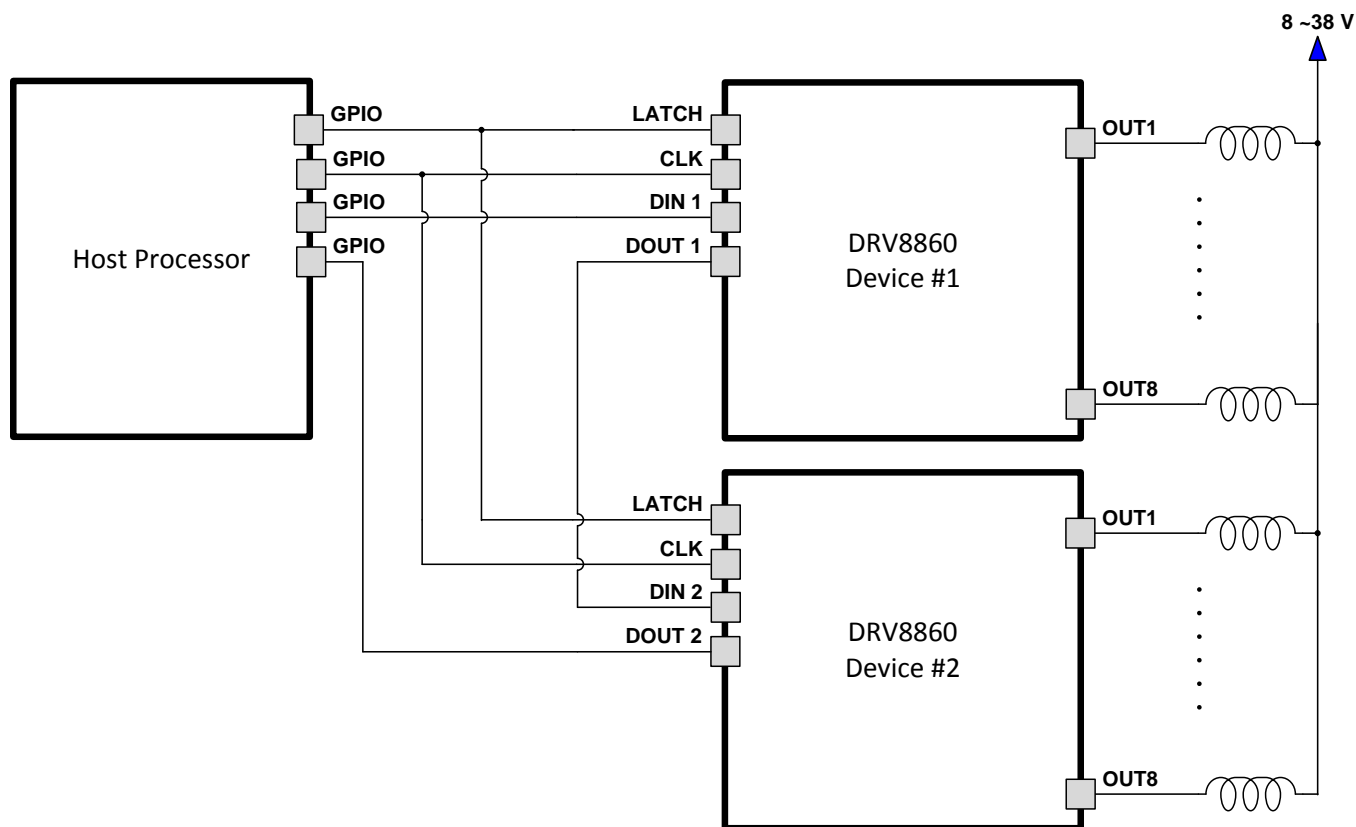 8 ~38 V
GPIO
GPIO
GPIO
GPIO
Host Processor
LATCH
CLK
DIN 1
DOUT 1
DRV8860
Device #1
OUT1
OUT8
LATCH
CLK
DIN 2
DOUT 2
DRV8860
Device #2
OUT1
OUT8